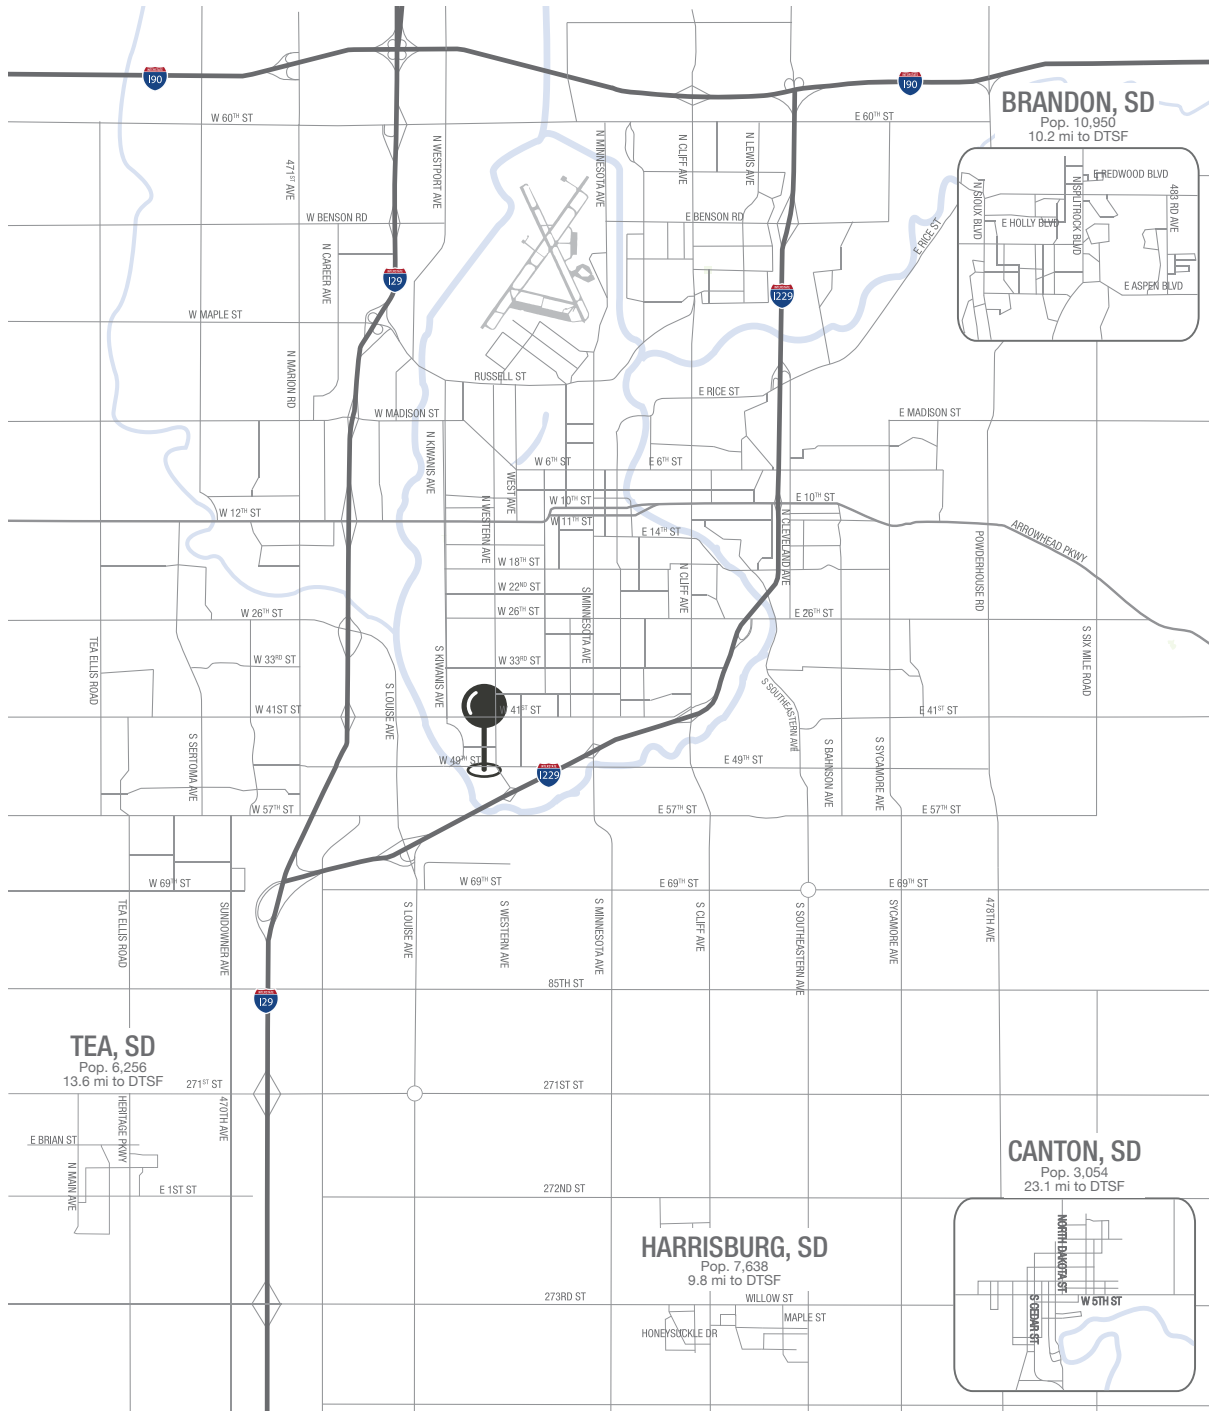 I90
I90
BRANDON, SD
Pop. 10,950
10.2 mi to DTSF
W 60TH ST
E 60TH ST
N WESTPORT AVE
N MINNESOTA AVE
N CLIFF AVE
N LEWIS AVE
471ST AVE
E REDWOOD BLVD
N SIOUX BLVD
N SPLITROCK BLVD
483 RD AVE
E HOLLY BLVD
E ASPEN BLVD
W BENSON RD
E BENSON RD
E RICE ST
N CAREER AVE
I29
I229
W MAPLE ST
N MARION RD
RUSSELL ST
E RICE ST
W MADISON ST
E MADISON ST
N KIWANIS AVE
W 6TH ST
E 6TH ST
WEST AVE
N WESTERN AVE
W 10TH ST
E 10TH ST
W 12TH ST
W 11TH ST
E 14TH ST
N CLEVELAND AVE
ARROWHEAD PKWY
POWDERHOUSE RD
W 18TH ST
N CLIFF AVE
W 22ND ST
S MINNESOTA AVE
W 26TH ST
W 26TH ST
E 26TH ST
TEA ELLIS ROAD
S SIX MILE ROAD
W 33RD ST
S KIWANIS AVE
W 33RD ST
S LOUISE AVE
S SOUTHEASTERN AVE
W 41ST ST
W 41ST ST
E 41ST ST
S SERTOMA AVE
S BAHNSON AVE
S SYCAMORE AVE
W 49TH ST
E 49TH ST
I229
W 57TH ST
E 57TH ST
E 57TH ST
W 69TH ST
W 69TH ST
E 69TH ST
E 69TH ST
TEA ELLIS ROAD
SUNDOWNER AVE
S LOUISE AVE
S WESTERN AVE
S MINNESOTA AVE
S CLIFF AVE
S SOUTHEASTERN AVE
SYCAMORE AVE
478TH AVE
85TH ST
I29
TEA, SD
Pop. 6,256
13.6 mi to DTSF
271ST ST
271ST ST
HERITAGE PKWY
470TH AVE
E BRIAN ST
N MAIN AVE
E 1ST ST
272ND ST
CANTON, SD
Pop. 3,054
23.1 mi to DTSF
HARRISBURG, SD
Pop. 7,638
9.8 mi to DTSF
NORTH DAKOTA ST
W 5TH ST
S CEDAR ST
273RD ST
WILLOW ST
MAPLE ST
HONEYSUCKLE DR